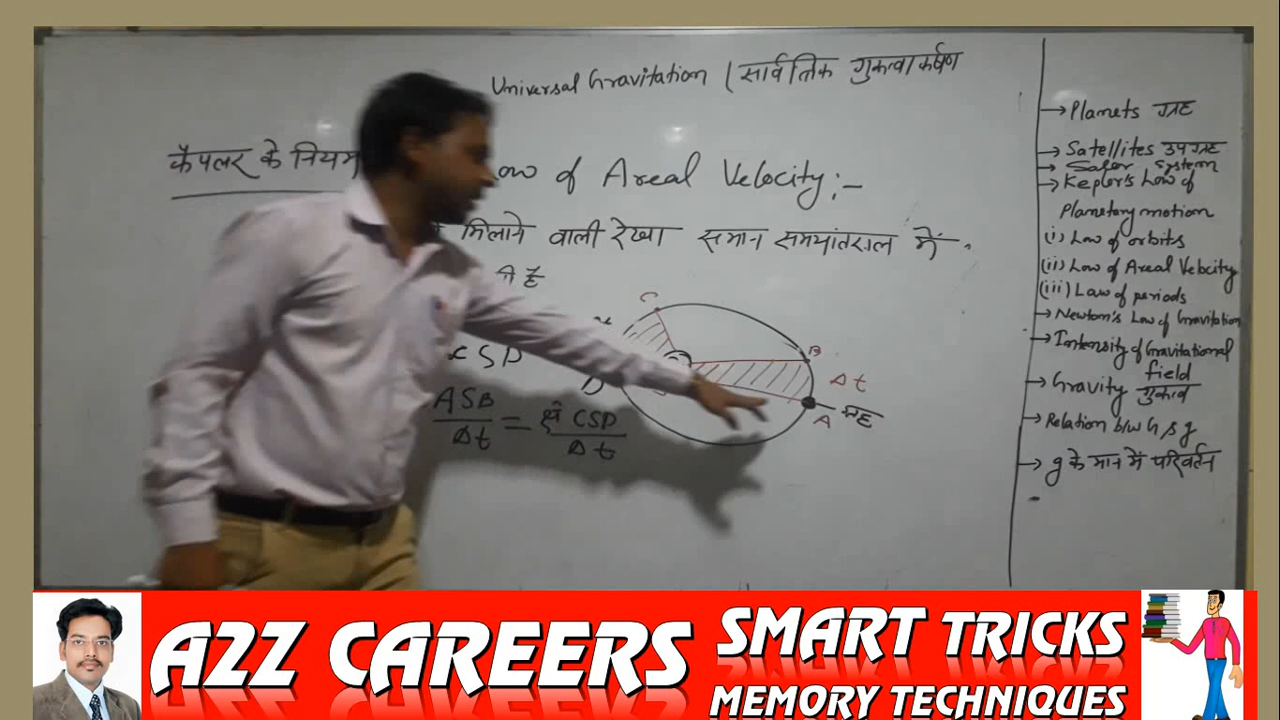 Universal Gravitation (सार्वत्रिक गुरुत्वाकर्षण
कैपलर के नियम
Law of Areal Velocity:-
मिलाने वाली रेखा समान समयांतराल में
C
B
Δt
A ग्रह
D
CSD
ASB/Δt = क्षे CSD/Δt
→ Planets ग्रह
→ Satellites उपग्रह
→ Solar System
→ Kepler's Law of
Planetary motion
(i) Law of orbits
(ii) Law of Areal Velocity
(iii) Law of periods
→ Newton's Law of Gravitation
→ Intensity of Gravitational
field
→ Gravity गुरुत्व
→ Relation b/w G & g
→ g के मान में परिवर्तन
A2Z CAREERS
SMART TRICKS
MEMORY TECHNIQUES